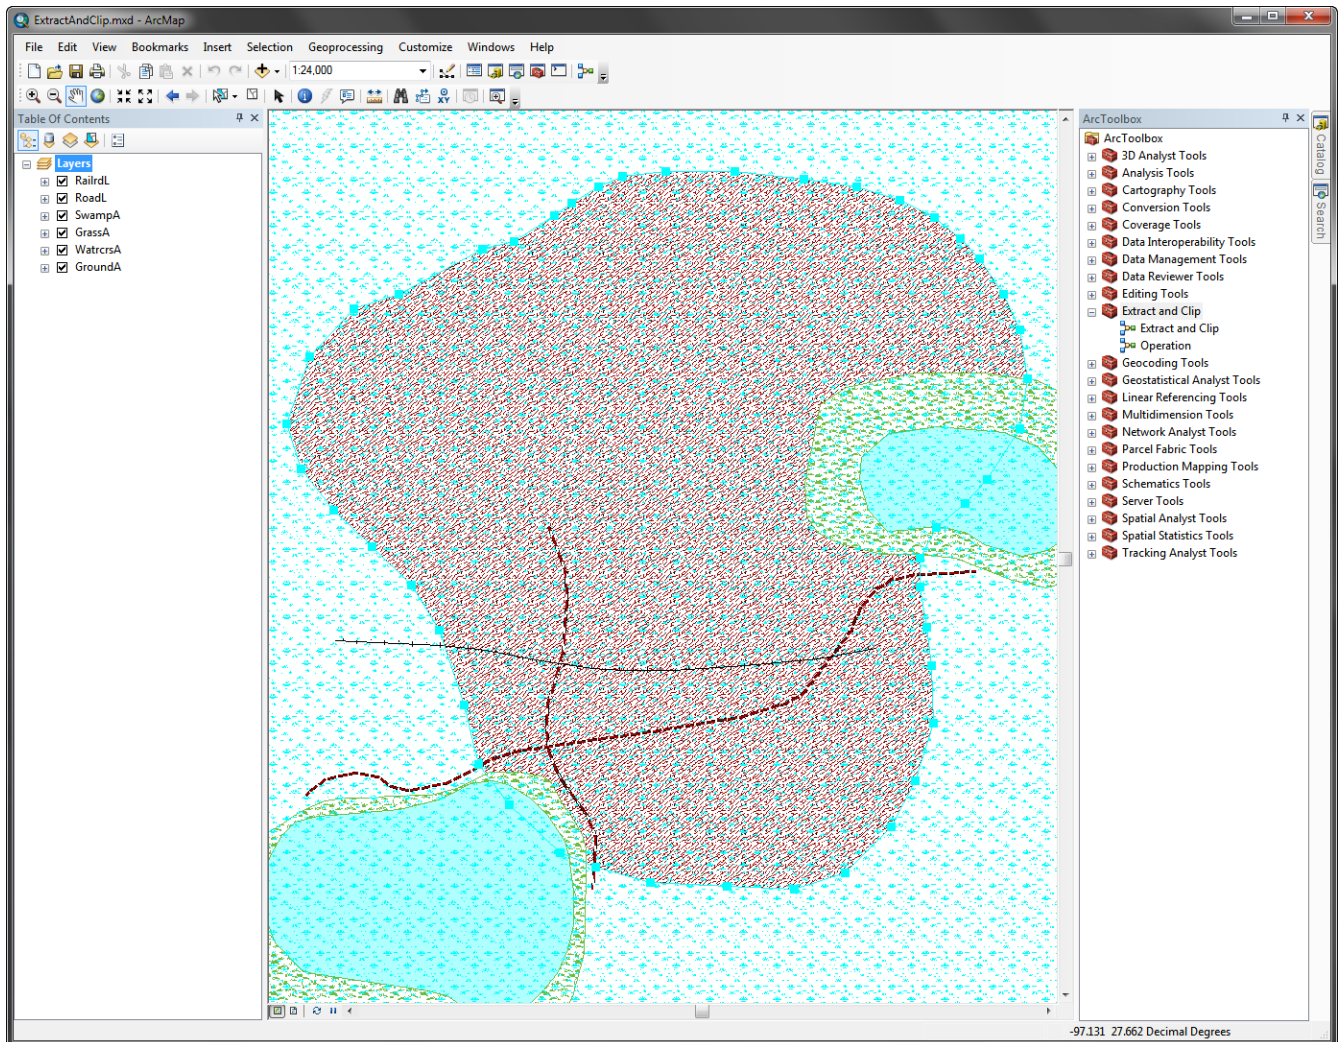 ExtractAndClip.mxd - ArcMap
File Edit View Bookmarks Insert Selection Geoprocessing Customize Windows Help
1:24,000
Table Of Contents
Layers
RailrdL
RoadL
SwampA
GrassA
WatrcrsA
GroundA
ArcToolbox
ArcToolbox
3D Analyst Tools
Analysis Tools
Cartography Tools
Conversion Tools
Coverage Tools
Data Interoperability Tools
Data Management Tools
Data Reviewer Tools
Editing Tools
Extract and Clip
Extract and Clip
Operation
Geocoding Tools
Geostatistical Analyst Tools
Linear Referencing Tools
Multidimension Tools
Network Analyst Tools
Parcel Fabric Tools
Production Mapping Tools
Schematics Tools
Server Tools
Spatial Analyst Tools
Spatial Statistics Tools
Tracking Analyst Tools
Catalog
Search
XY
-97.131 27.662 Decimal Degrees